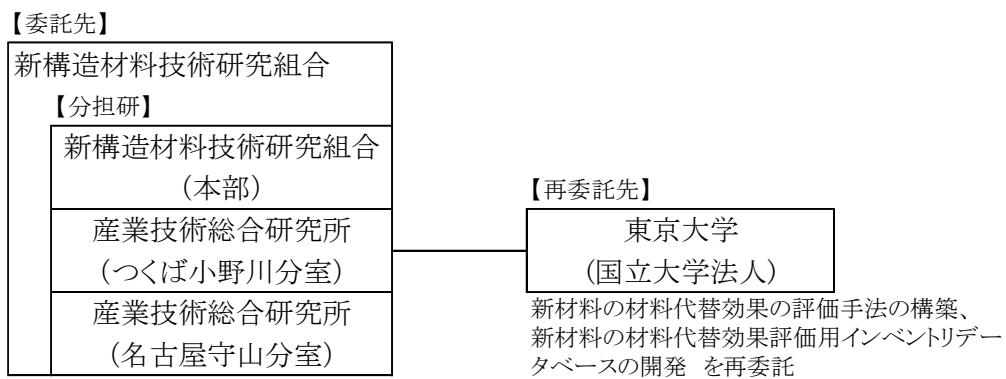 【委託先】
新構造材料技術研究組合
【分担研】
新構造材料技術研究組合
(本部)
産業技術総合研究所
(つくば小野川分室)
産業技術総合研究所
(名古屋守山分室)
【再委託先】
東京大学
(国立大学法人)
新材料の材料代替効果の評価手法の構築、
新材料の材料代替効果評価用インベントリデー
タベースの開発 を再委託